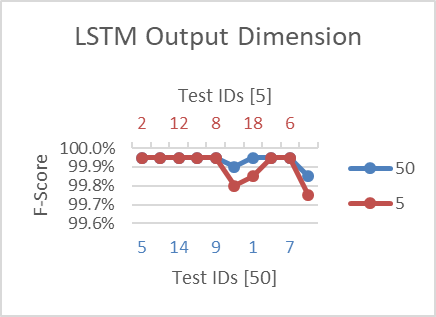 LSTM Output Dimension
Test IDs [5]
2 12 8 18 6
100.0%
99.9%
99.8%
99.7%
99.6%
F-Score
5 14 9 1 7
Test IDs [50]
50
5